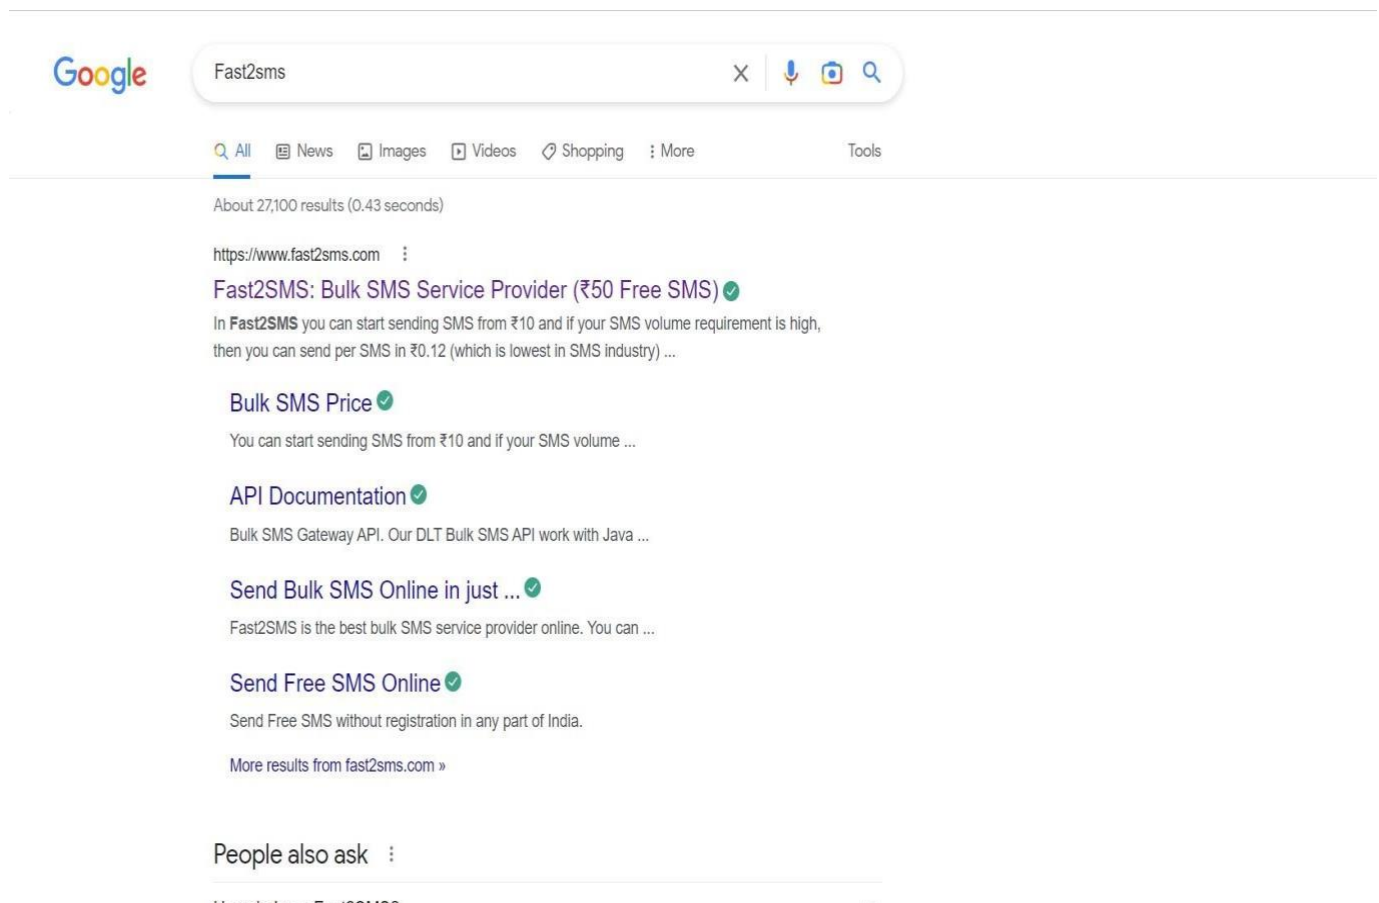 Google
Fast2sms
All News Images Videos Shopping More Tools
About 27,100 results (0.43 seconds)
https://www.fast2sms.com
Fast2SMS: Bulk SMS Service Provider (₹50 Free SMS)
In Fast2SMS you can start sending SMS from ₹10 and if your SMS volume requirement is high,
then you can send per SMS in ₹0.12 (which is lowest in SMS industry) ...
Bulk SMS Price
You can start sending SMS from ₹10 and if your SMS volume ...
API Documentation
Bulk SMS Gateway API. Our DLT Bulk SMS API work with Java ...
Send Bulk SMS Online in just ...
Fast2SMS is the best bulk SMS service provider online. You can ...
Send Free SMS Online
Send Free SMS without registration in any part of India.
More results from fast2sms.com »
People also ask